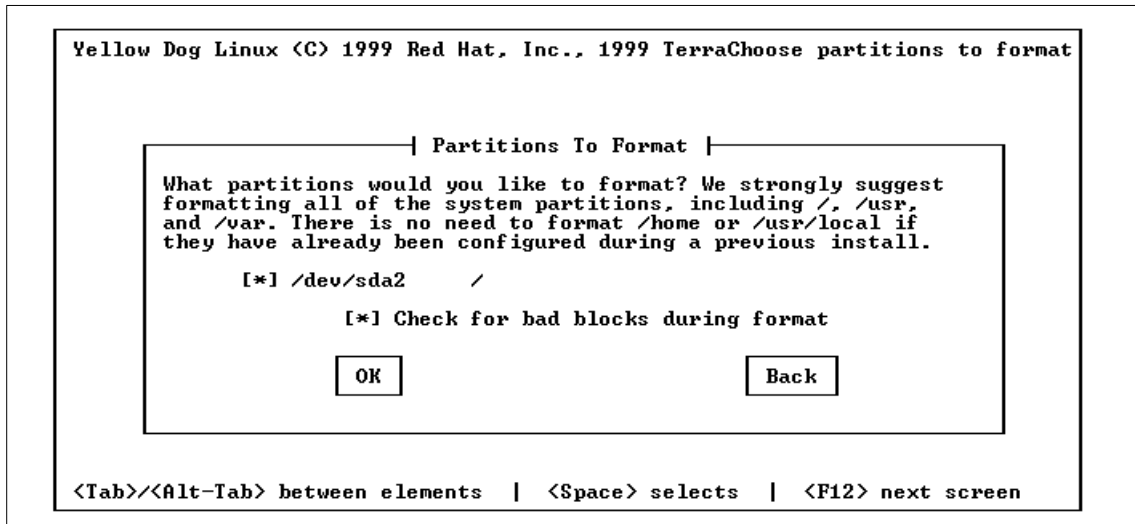 Yellow Dog Linux (C) 1999 Red Hat, Inc., 1999 TerraChoose partitions to format
Partitions To Format
What partitions would you like to format? We strongly suggest
formatting all of the system partitions, including /, /usr,
and /var. There is no need to format /home or /usr/local if
they have already been configured during a previous install.
[*] /dev/sda2 /
[*] Check for bad blocks during format
OK Back
<Tab>/<Alt-Tab> between elements | <Space> selects | <F12> next screen